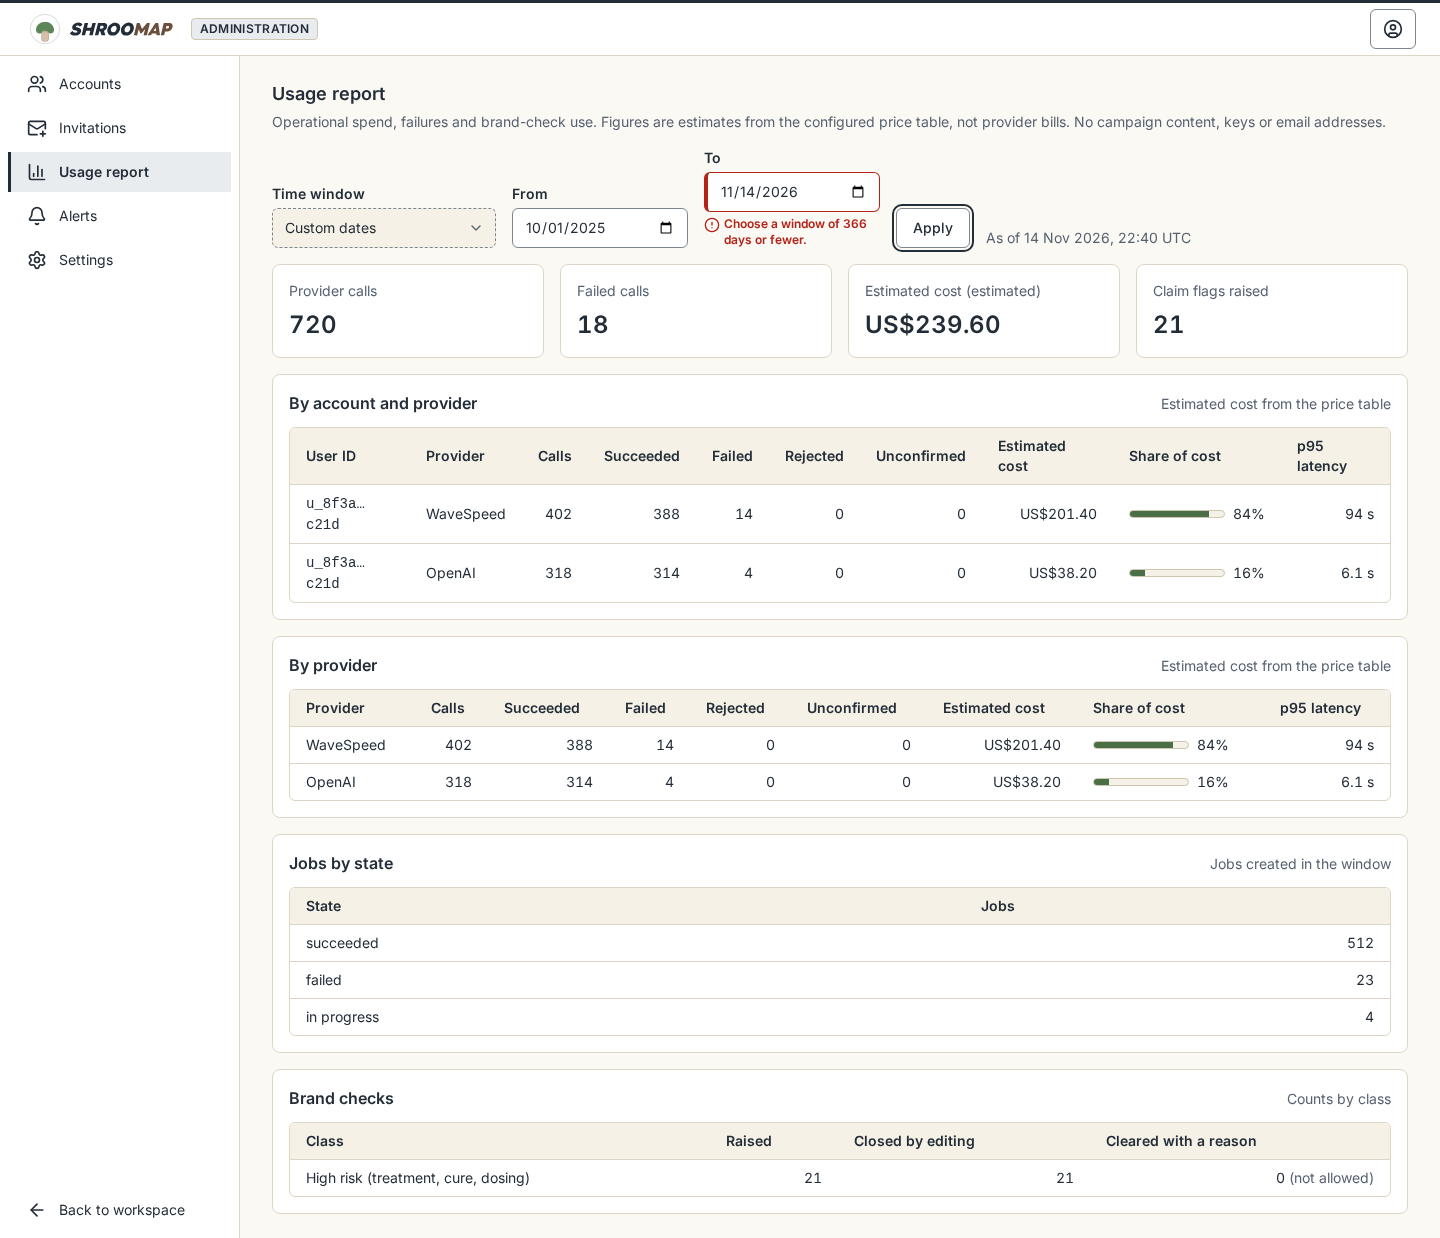 SHROOMAP
ADMINISTRATION
Accounts
Invitations
Usage report
Alerts
Settings
Back to workspace
Usage report
Operational spend, failures and brand-check use. Figures are estimates from the configured price table, not provider bills. No campaign content, keys or email addresses.
Time window
Custom dates
From
10/01/2025
To
11/14/2026
Choose a window of 366
days or fewer.
Apply
As of 14 Nov 2026, 22:40 UTC
Provider calls
720
Failed calls
18
Estimated cost (estimated)
US$239.60
Claim flags raised
21
By account and provider
Estimated cost from the price table
User ID Provider Calls Succeeded Failed Rejected Unconfirmed Estimated cost Share of cost p95 latency
u_8f3a…
c21d
WaveSpeed 402 388 14 0 0 US$201.40 84% 94 s
u_8f3a…
c21d
OpenAI 318 314 4 0 0 US$38.20 16% 6.1 s
By provider
Estimated cost from the price table
Provider Calls Succeeded Failed Rejected Unconfirmed Estimated cost Share of cost p95 latency
WaveSpeed 402 388 14 0 0 US$201.40 84% 94 s
OpenAI 318 314 4 0 0 US$38.20 16% 6.1 s
Jobs by state
Jobs created in the window
State Jobs
succeeded 512
failed 23
in progress 4
Brand checks
Counts by class
Class Raised Closed by editing Cleared with a reason
High risk (treatment, cure, dosing) 21 21 0 (not allowed)